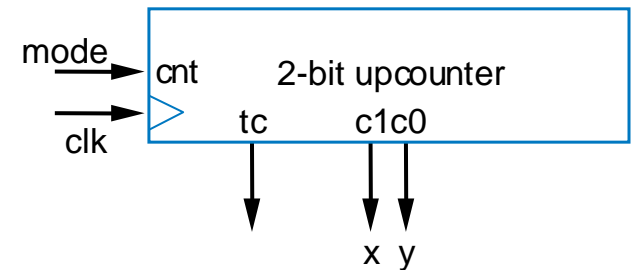 mode
cnt
2-bit upcounter
clk
tc
c1c0
x y